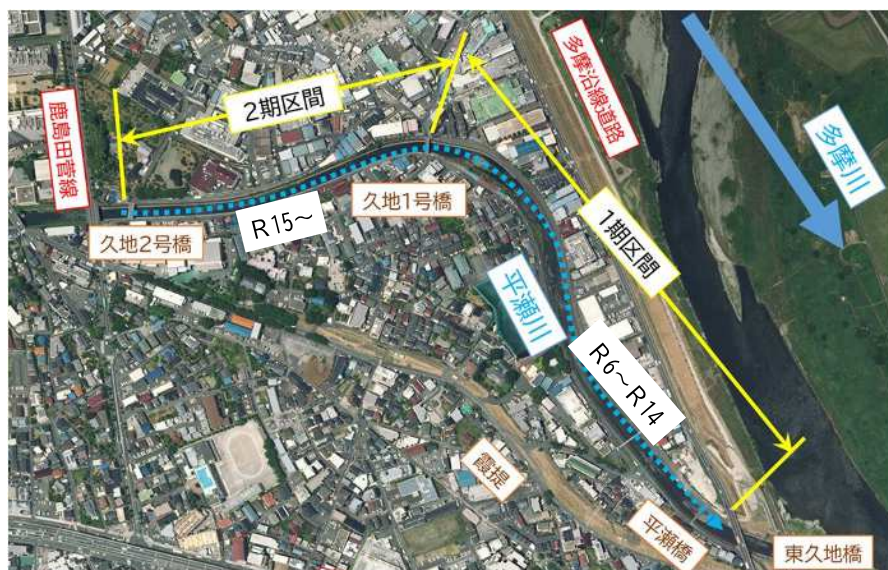 2期区間
多摩沿線道路
多摩川
鹿島田菅線
久地1号橋
久地2号橋
R15～
1期区間
平瀬川
R6～R14
霞提
平瀬橋
東久地橋